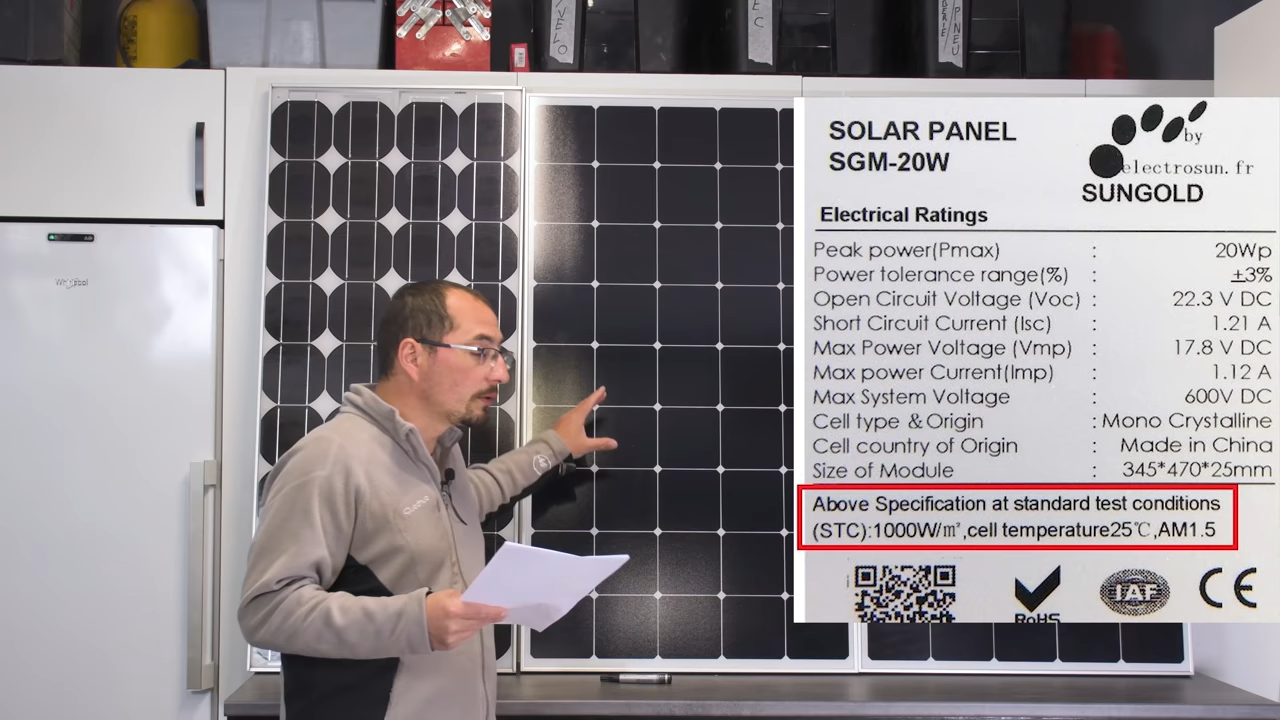 VÉLO
SOLAR PANEL
SGM-20W
by
electrosun.fr
SUNGOLD
Electrical Ratings
Peak power(Pmax) : 20Wp
Power tolerance range(%) : ±3%
Open Circuit Voltage (Voc) : 22.3 V DC
Short Circuit Current (Isc) : 1.21 A
Max Power Voltage (Vmp) : 17.8 V DC
Max power Current(Imp) : 1.12 A
Max System Voltage : 600V DC
Cell type & Origin : Mono Crystalline
Cell country of Origin : Made in China
Size of Module : 345*470*25mm
Above Specification at standard test conditions
(STC):1000W/㎡,cell temperature25℃,AM1.5
RoHS
IAF
CE
Whirlpool